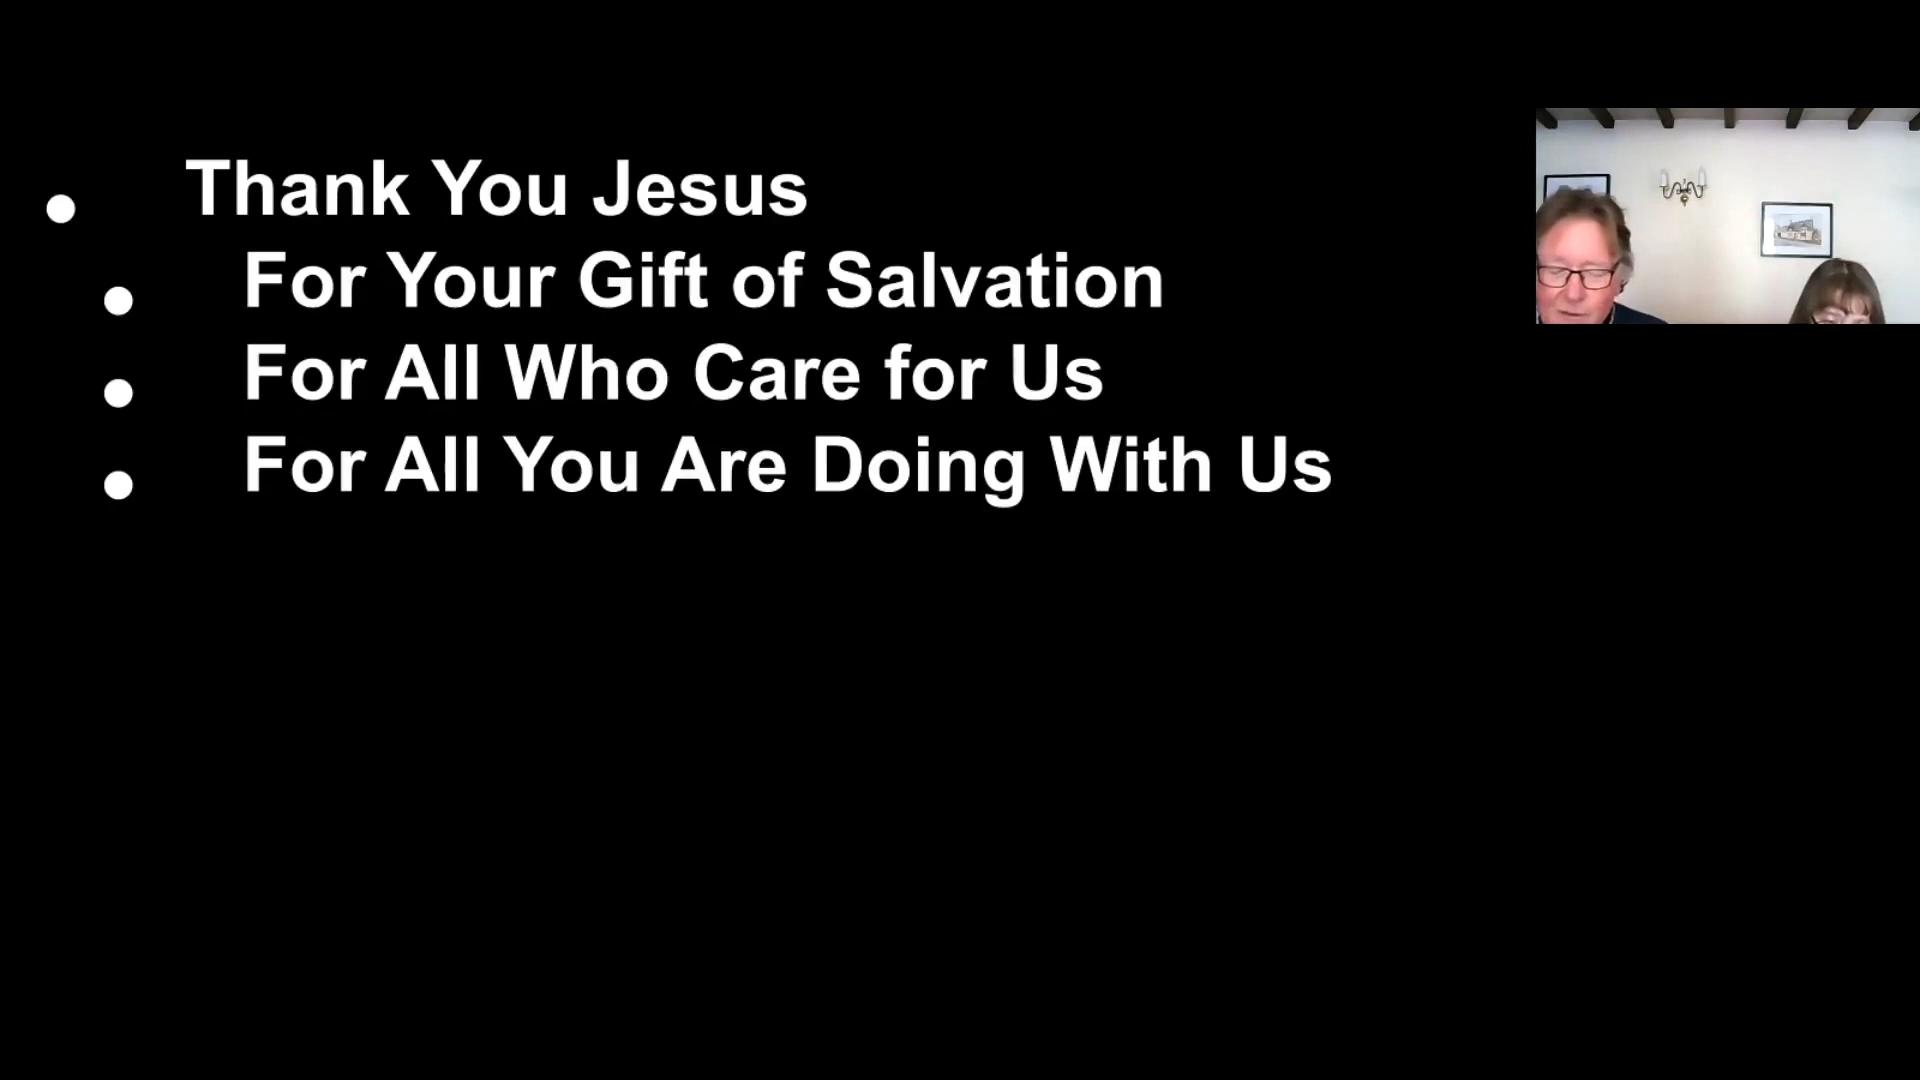 • Thank You Jesus
• For Your Gift of Salvation
• For All Who Care for Us
• For All You Are Doing With Us